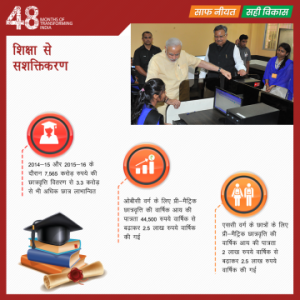 48 MONTHS OF
TRANSFORMING
INDIA
साफ नीयत सही विकास
शिक्षा से
सशक्तिकरण
2014-15 और 2015-16 के
दौरान 7,565 करोड़ रुपये की
छात्रवृत्ति वितरण से 3.3 करोड़
से भी अधिक छात्र लाभान्वित
ओबीसी वर्ग के लिए प्री-मैट्रिक
छात्रवृत्ति की वार्षिक आय की
पात्रता 44,500 रुपये वार्षिक से
बढ़ाकर 2.5 लाख रुपये वार्षिक
की गई
एससी वर्ग के छात्रों के लिए
प्री-मैट्रिक छात्रवृत्ति की
वार्षिक आय की पात्रता
2 लाख रुपये वार्षिक से
बढ़ाकर 2.5 लाख रुपये
वार्षिक की गई